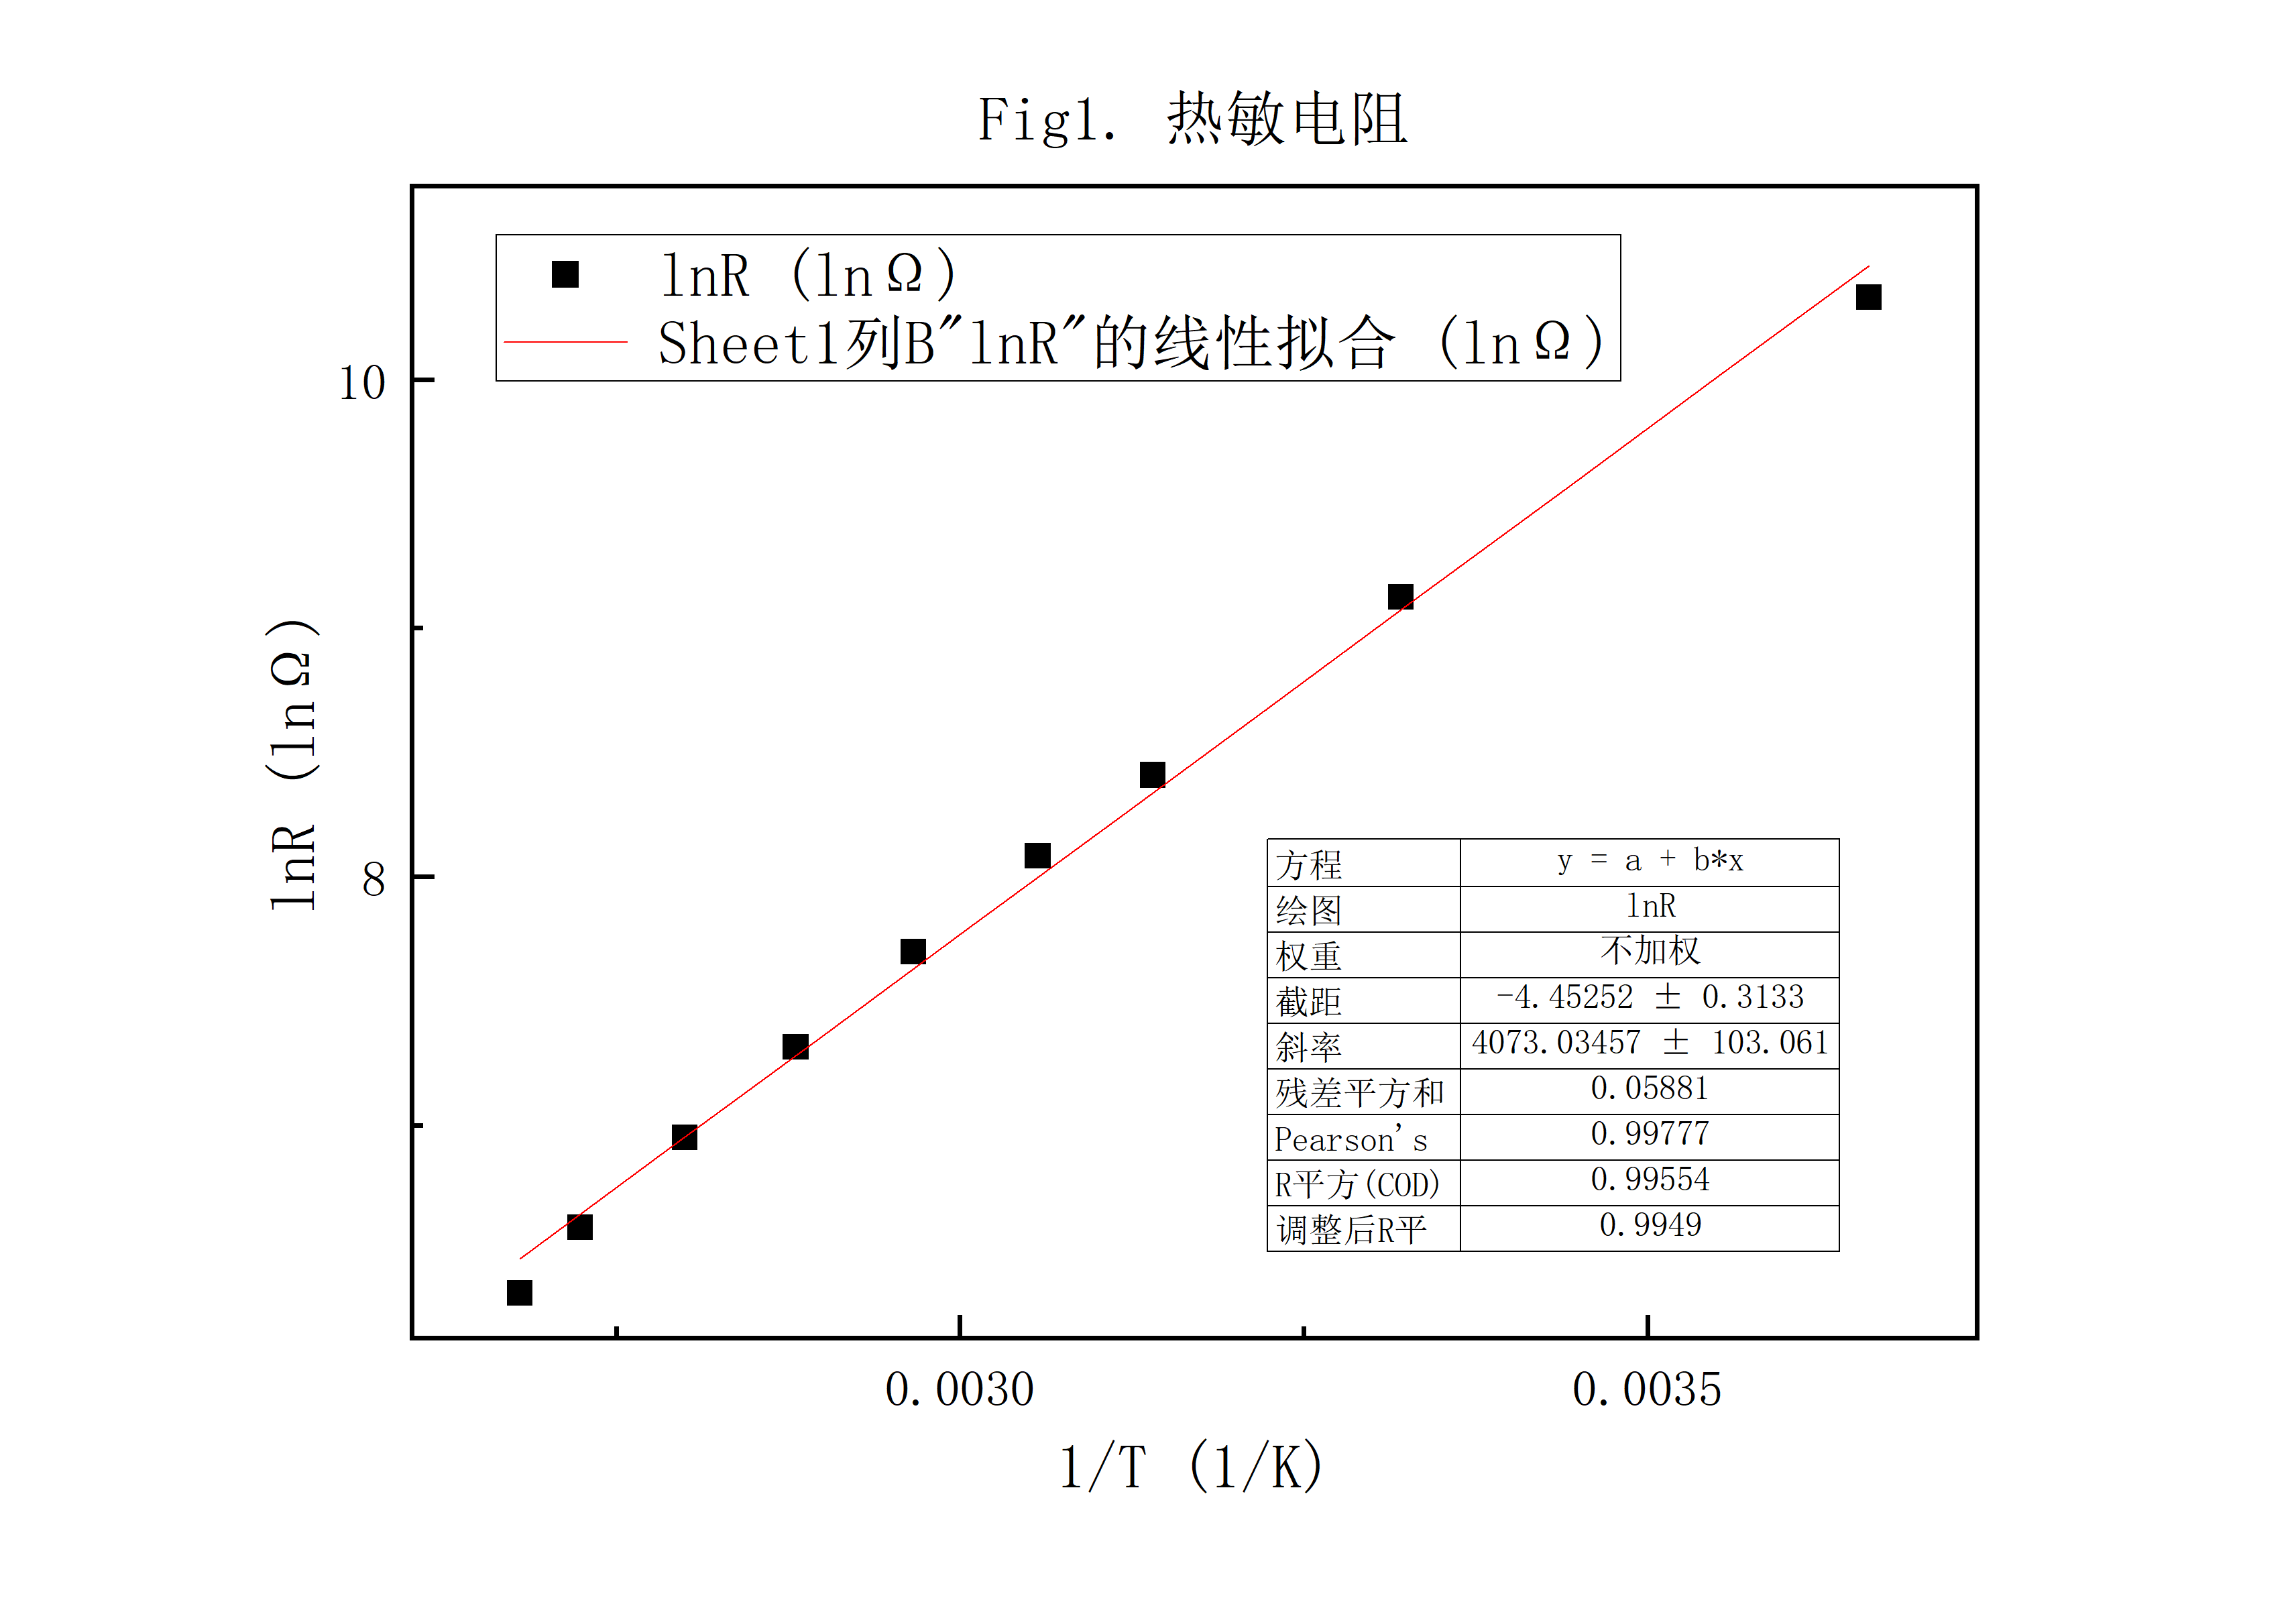 Fig1. 热敏电阻
lnR (lnΩ)
Sheet1列B"lnR"的线性拟合 (lnΩ)
10
8
lnR (lnΩ)
方程 y = a + b*x
绘图 lnR
权重 不加权
截距 -4.45252 ± 0.3133
斜率 4073.03457 ± 103.061
残差平方和 0.05881
Pearson's 0.99777
R平方(COD) 0.99554
调整后R平 0.9949
0.0030 0.0035
1/T (1/K)